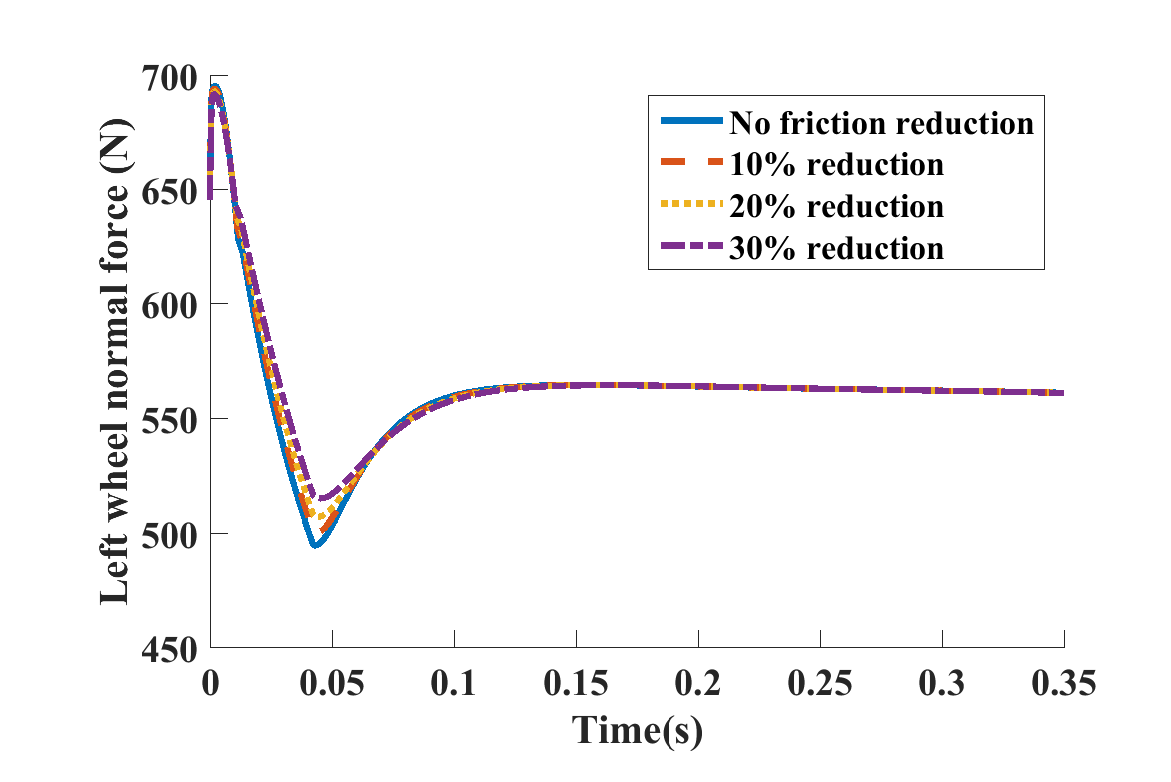 700
650
600
550
500
450
0
0.05
0.1
0.15
0.2
0.25
0.3
0.35
Left wheel normal force (N)
Time(s)
No friction reduction
10% reduction
20% reduction
30% reduction